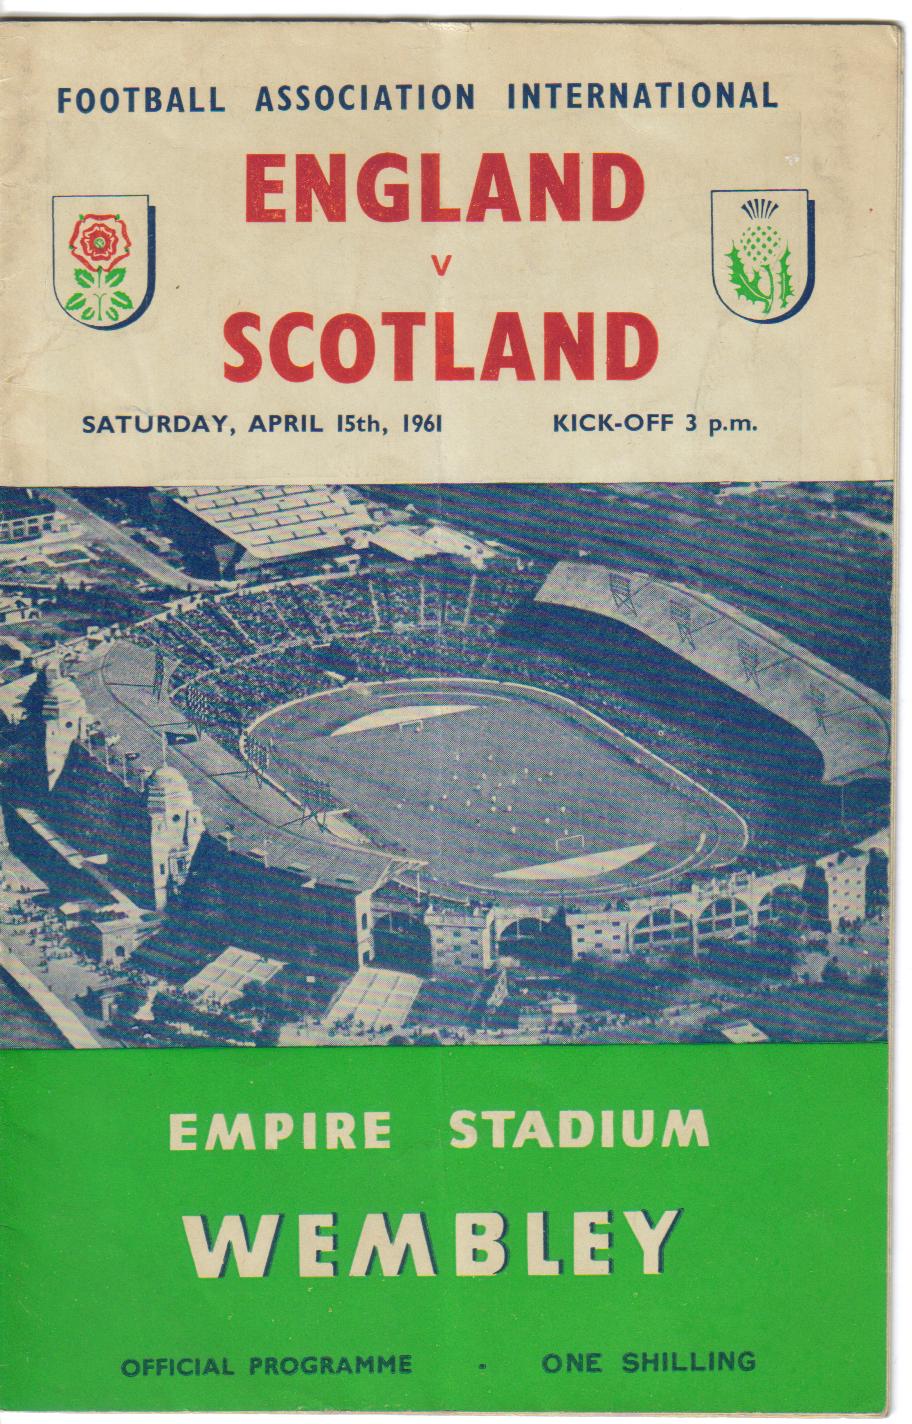 FOOTBALL ASSOCIATION INTERNATIONAL
ENGLAND
V
SCOTLAND
SATURDAY, APRIL 15th, 1961 KICK-OFF 3 p.m.
EMPIRE STADIUM
WEMBLEY
OFFICIAL PROGRAMME . ONE SHILLING